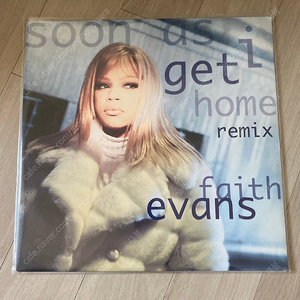 soon as i
get
home
remix
faith
evans